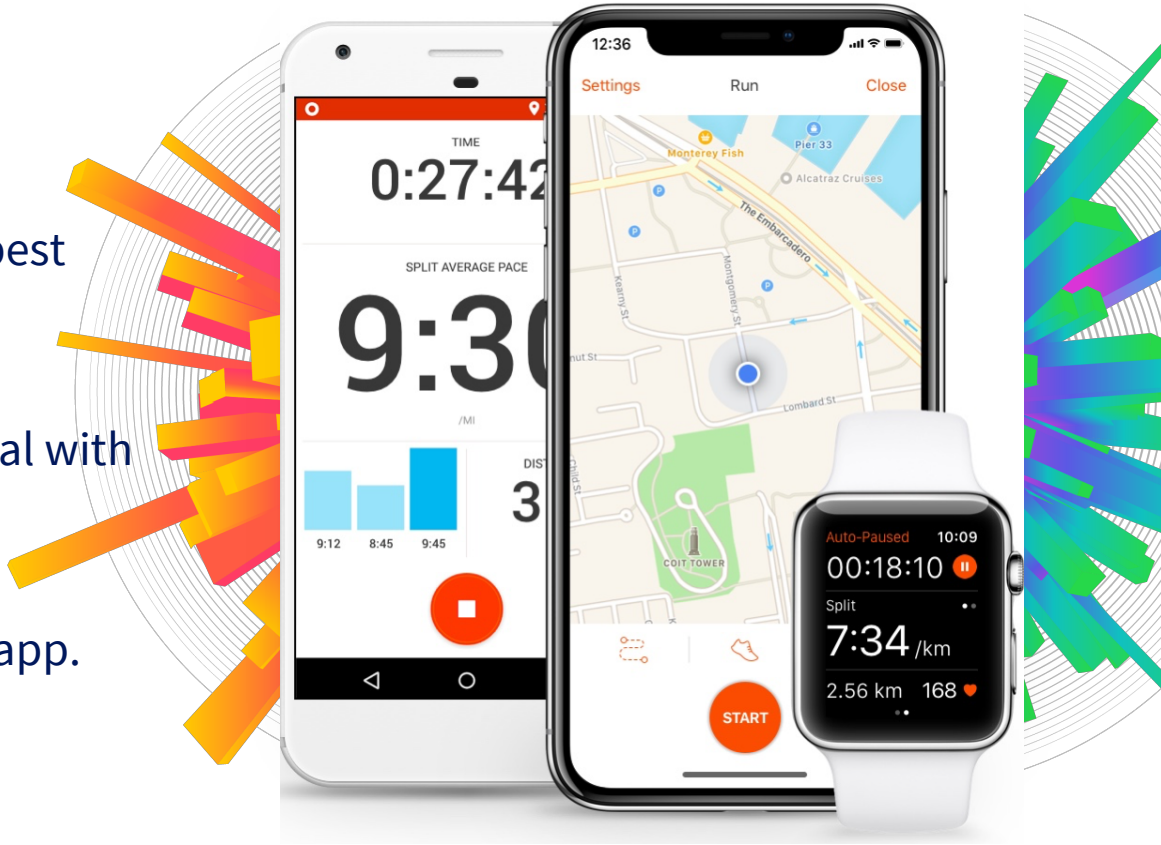 pest
al with
app.
TIME
0:27:42
SPLIT AVERAGE PACE
9:30
/MI
9:12 8:45 9:45
DIST
3
12:36
Settings Run Close
Monterey Fish
Pier 33
Alcatraz Cruises
The Embarcadero
Kearny St
Montgomery St
nut St
Lombard St
Child St
COIT TOWER
START
Auto-Paused 10:09
00:18:10
Split
7:34 /km
2.56 km 168